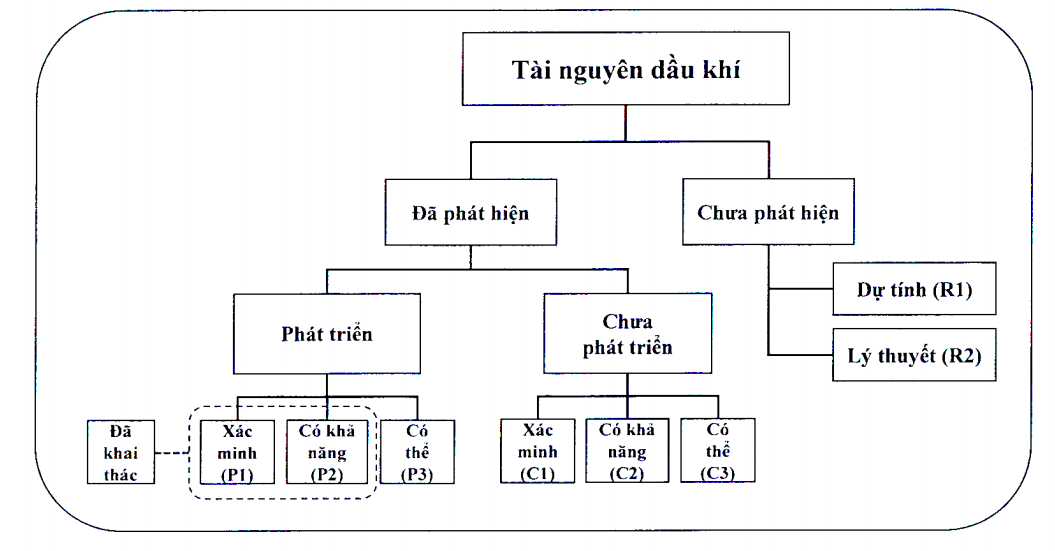 Tài nguyên dầu khí
Đã phát hiện
Chưa phát hiện
Dự tính (R1)
Lý thuyết (R2)
Phát triển
Chưa
phát triển
Đã
khai
thác
Xác
minh
(P1)
Có khả
năng
(P2)
Có
thể
(P3)
Xác
minh
(C1)
Có khả
năng
(C2)
Có
thể
(C3)